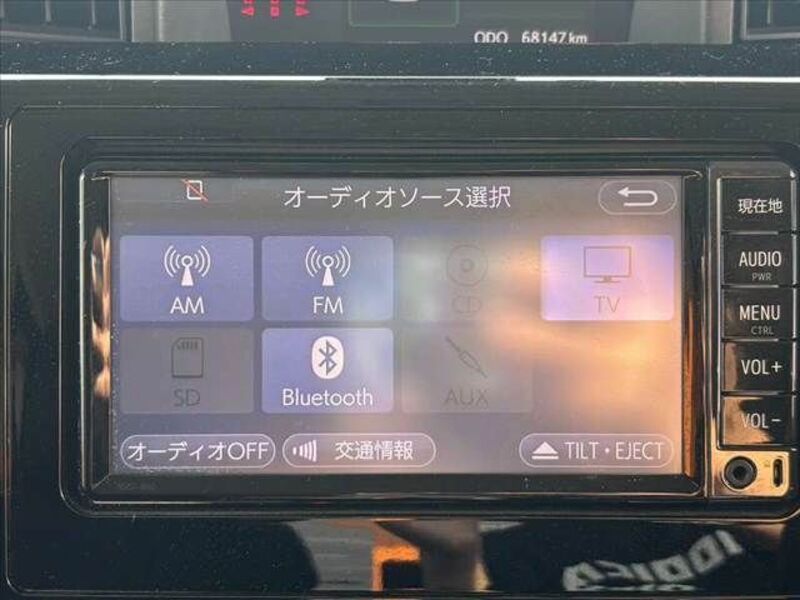 ODO 68147km
オーディオソース選択
現在地
AM
FM
CD
TV
AUDIO
PWR
MENU
CTRL
SD
Bluetooth
AUX
VOL+
VOL-
オーディオOFF
交通情報
TILT・EJECT